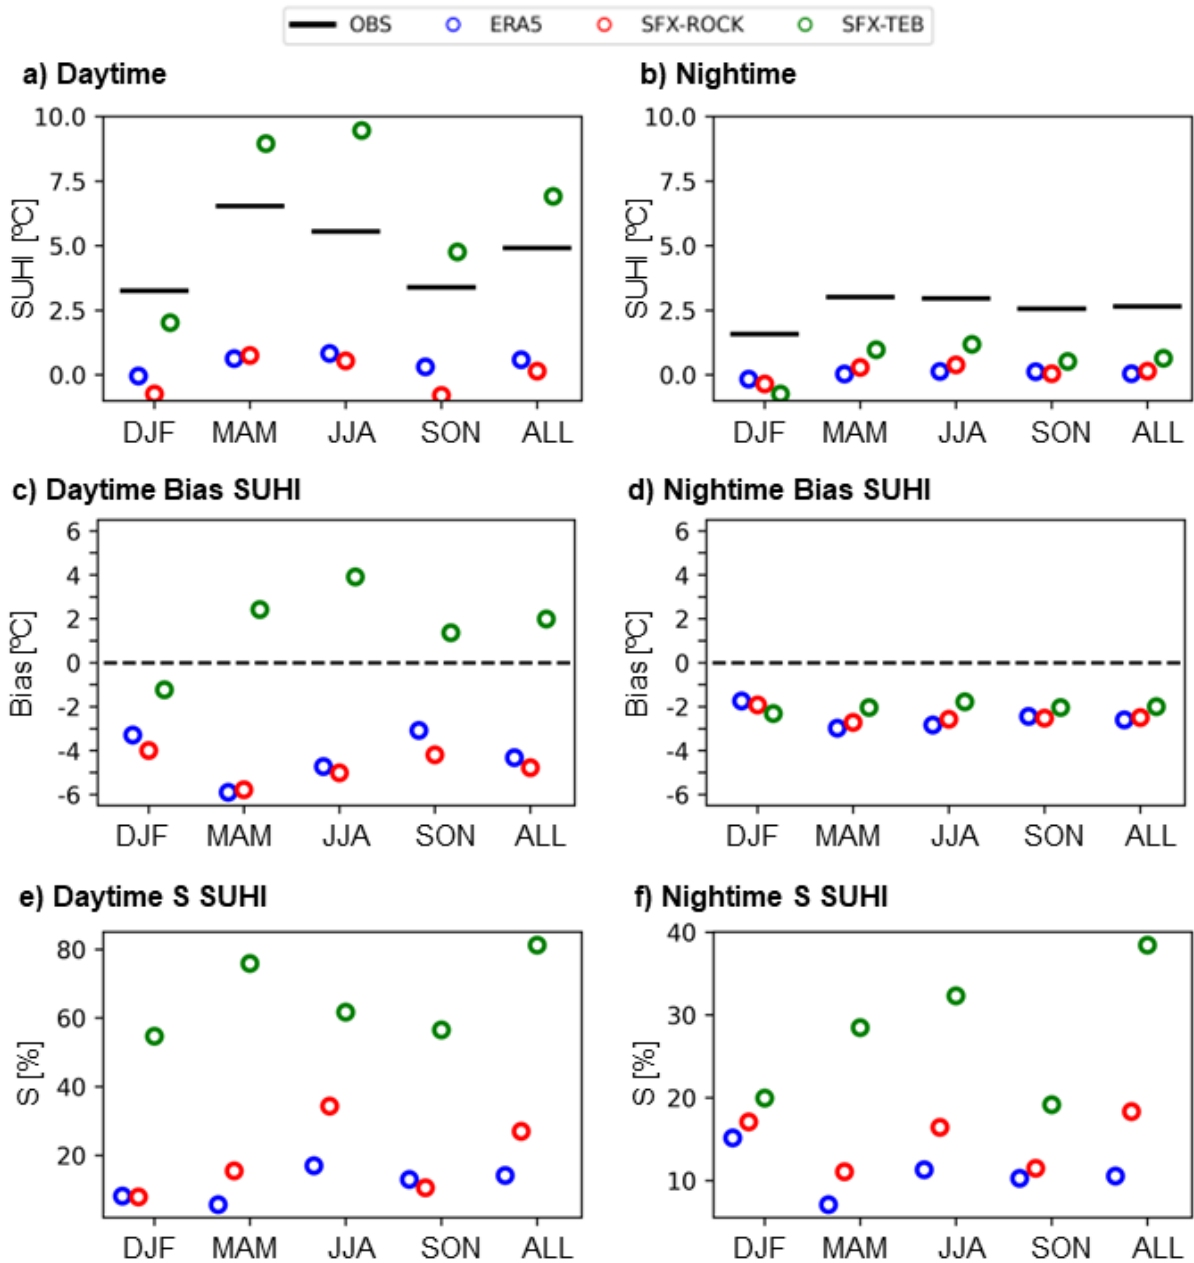 OBS ERA5 SFX-ROCK SFX-TEB
a) Daytime
10.0
7.5
5.0
2.5
0.0
SUHI [ºC]
DJF MAM JJA SON ALL
b) Nightime
10.0
7.5
5.0
2.5
0.0
SUHI [ºC]
DJF MAM JJA SON ALL
c) Daytime Bias SUHI
6
4
2
0
-2
-4
-6
Bias [ºC]
DJF MAM JJA SON ALL
d) Nightime Bias SUHI
6
4
2
0
-2
-4
-6
Bias [ºC]
DJF MAM JJA SON ALL
e) Daytime S SUHI
80
60
40
20
S [%]
DJF MAM JJA SON ALL
f) Nightime S SUHI
40
30
20
10
S [%]
DJF MAM JJA SON ALL